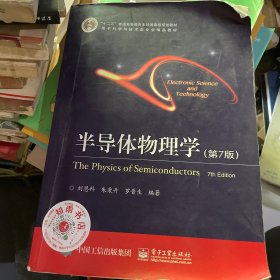 "十二五"普通高等教育本科国家级规划教材
电子科学与技术类专业精品教材
Electronic Science and
Technology
半导体物理学(第7版)
The Physics of Semiconductors 7th Edition
刘恩科 朱秉升 罗晋生 编著
中国工信出版集团
电子工业出版社